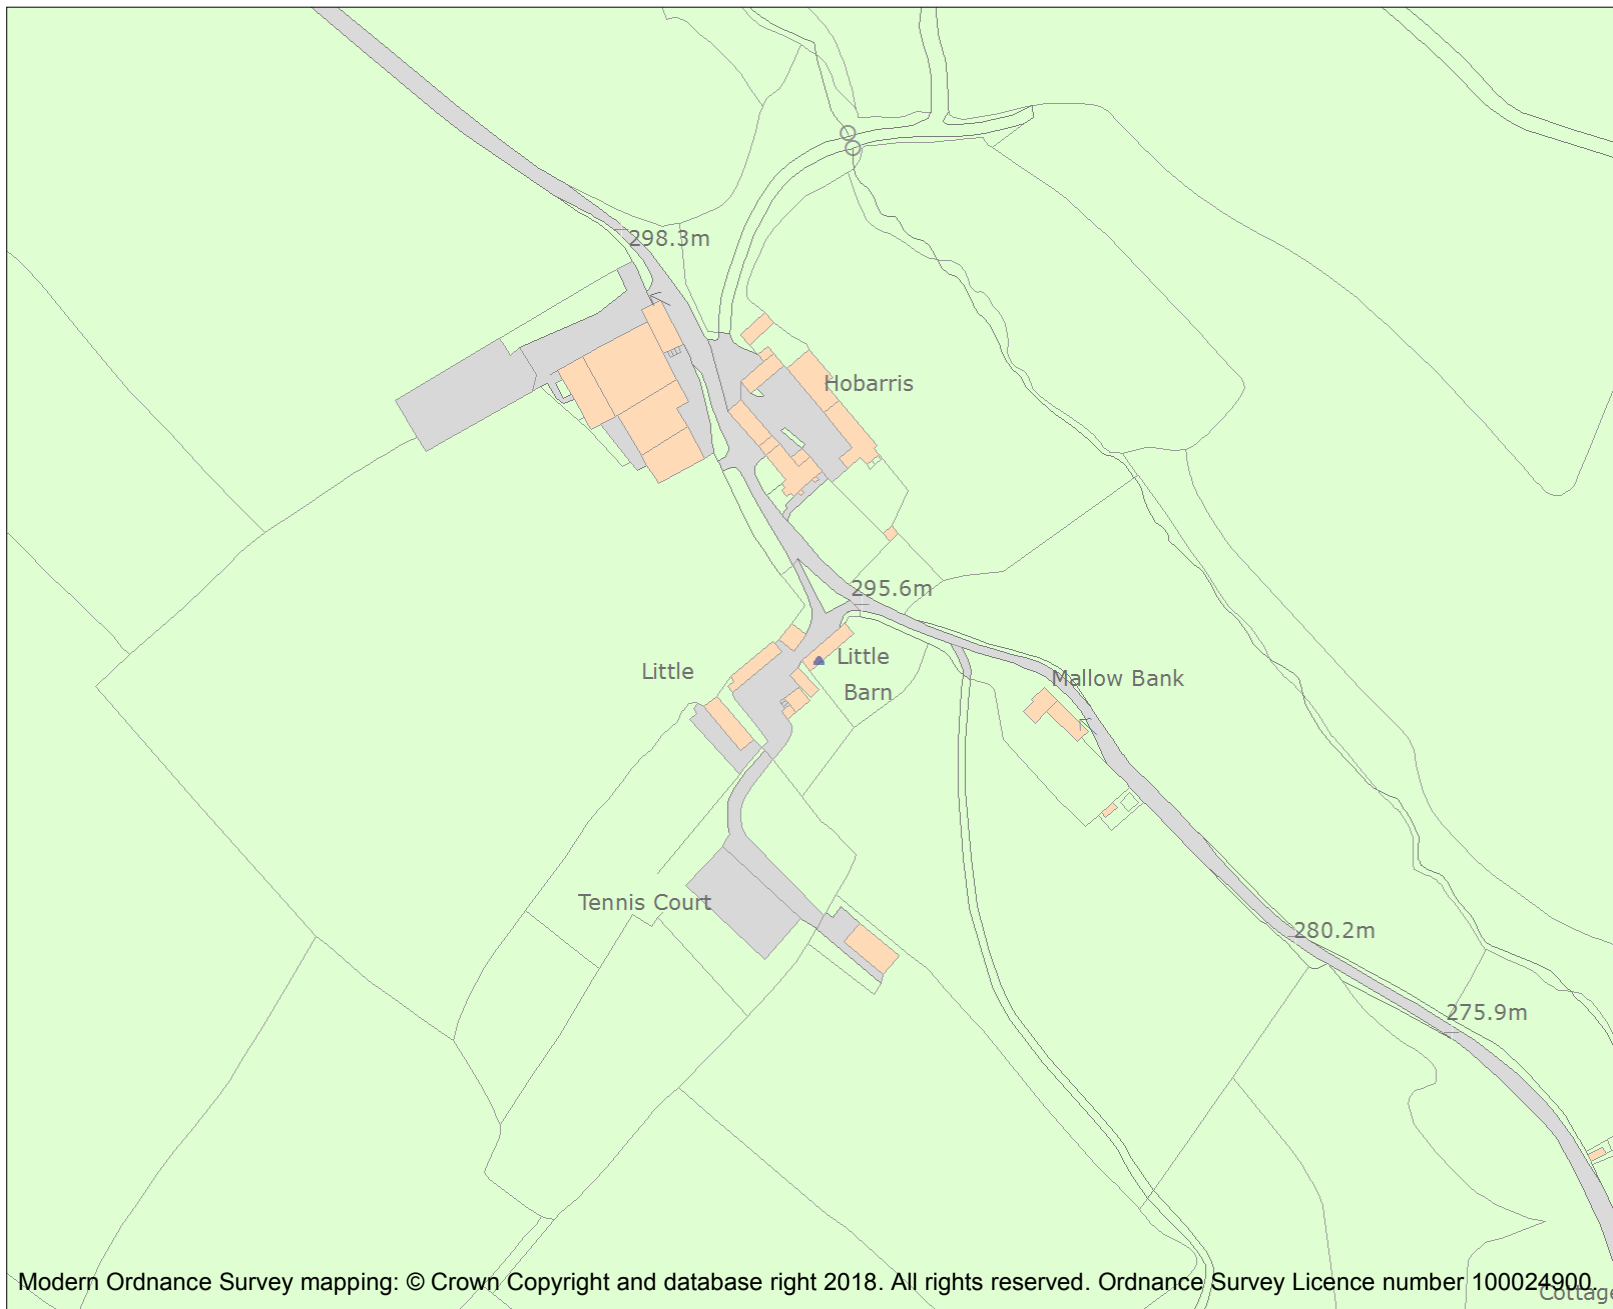 298.3m
Hobarris
295.6m
Little
Little
Barn
Mallow Bank
Tennis Court
280.2m
275.9m
Modern Ordnance Survey mapping: © Crown Copyright and database right 2018. All rights reserved. Ordnance Survey Licence number 100024900.
Cottage